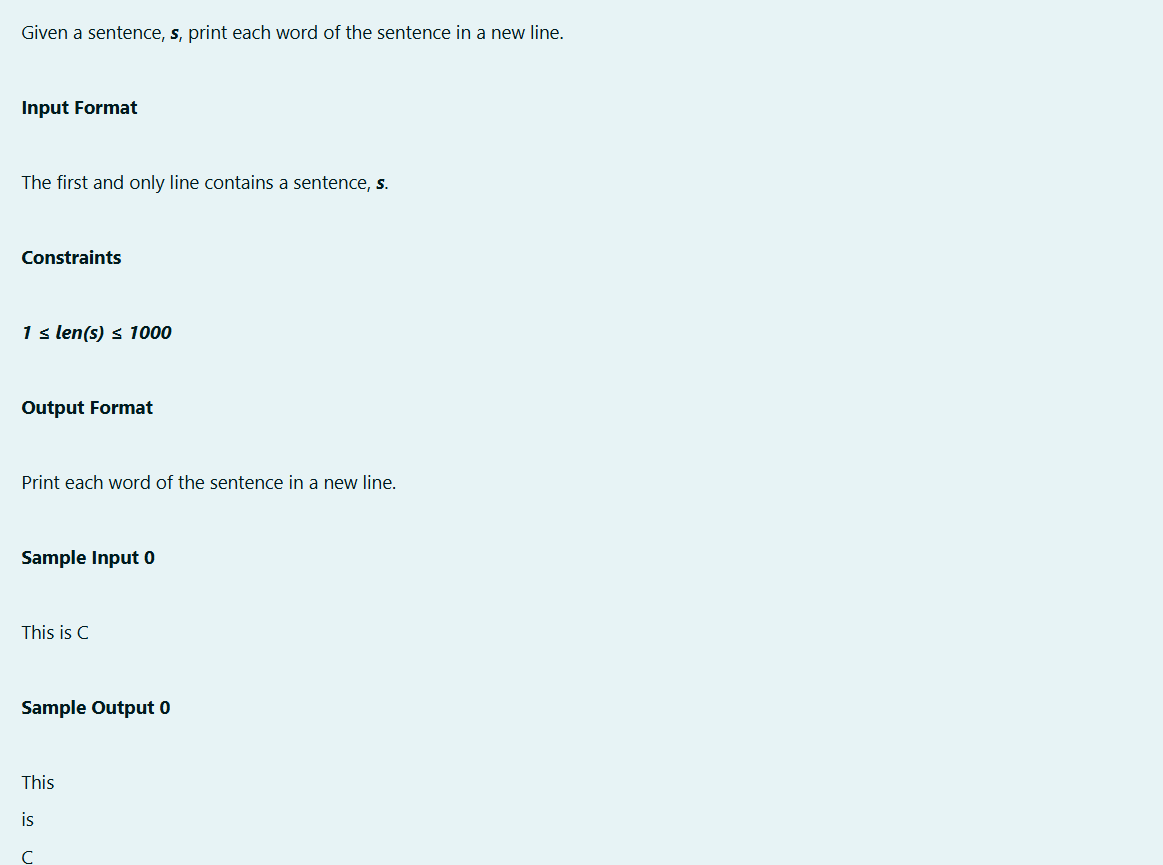 Given a sentence, s, print each word of the sentence in a new line.
Input Format
The first and only line contains a sentence, s.
Constraints
1 ≤ len(s) ≤ 1000
Output Format
Print each word of the sentence in a new line.
Sample Input 0
This is C
Sample Output 0
This
is
C